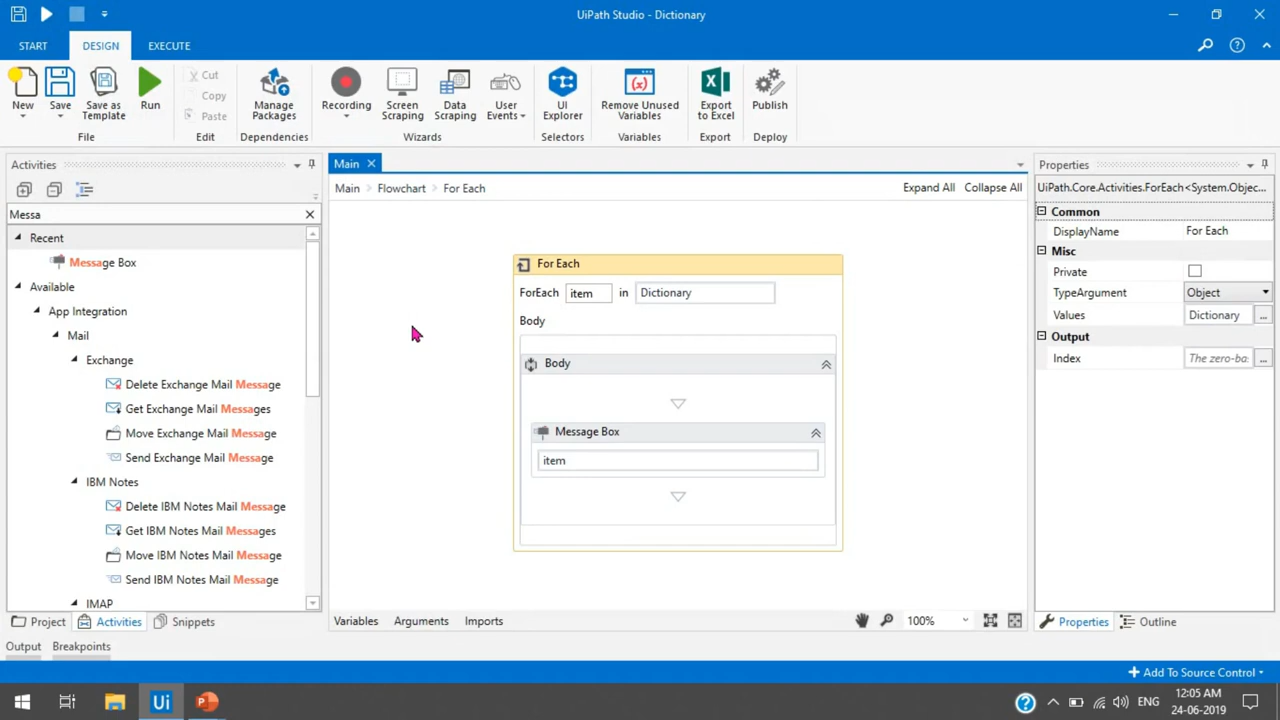 UiPath Studio - Dictionary
START DESIGN EXECUTE
New Save Save as Template Run Cut Copy Paste Manage Packages Recording Screen Scraping Data Scraping User Events UI Explorer Remove Unused Variables Export to Excel Publish
File Edit Dependencies Wizards Selectors Variables Export Deploy
Activities
Messa
Recent
Message Box
Available
App Integration
Mail
Exchange
Delete Exchange Mail Message
Get Exchange Mail Messages
Move Exchange Mail Message
Send Exchange Mail Message
IBM Notes
Delete IBM Notes Mail Message
Get IBM Notes Mail Messages
Move IBM Notes Mail Message
Send IBM Notes Mail Message
IMAP
Project Activities Snippets
Output Breakpoints
Main
Main Flowchart For Each Expand All Collapse All
For Each
ForEach item in Dictionary
Body
Body
Message Box
item
Variables Arguments Imports 100%
Properties
UiPath.Core.Activities.ForEach<System.Objec...
Common
DisplayName For Each
Misc
Private
TypeArgument Object
Values Dictionary ...
Output
Index The zero-ba ...
Properties Outline
Add To Source Control
Ui P ENG 12:05 AM
24-06-2019